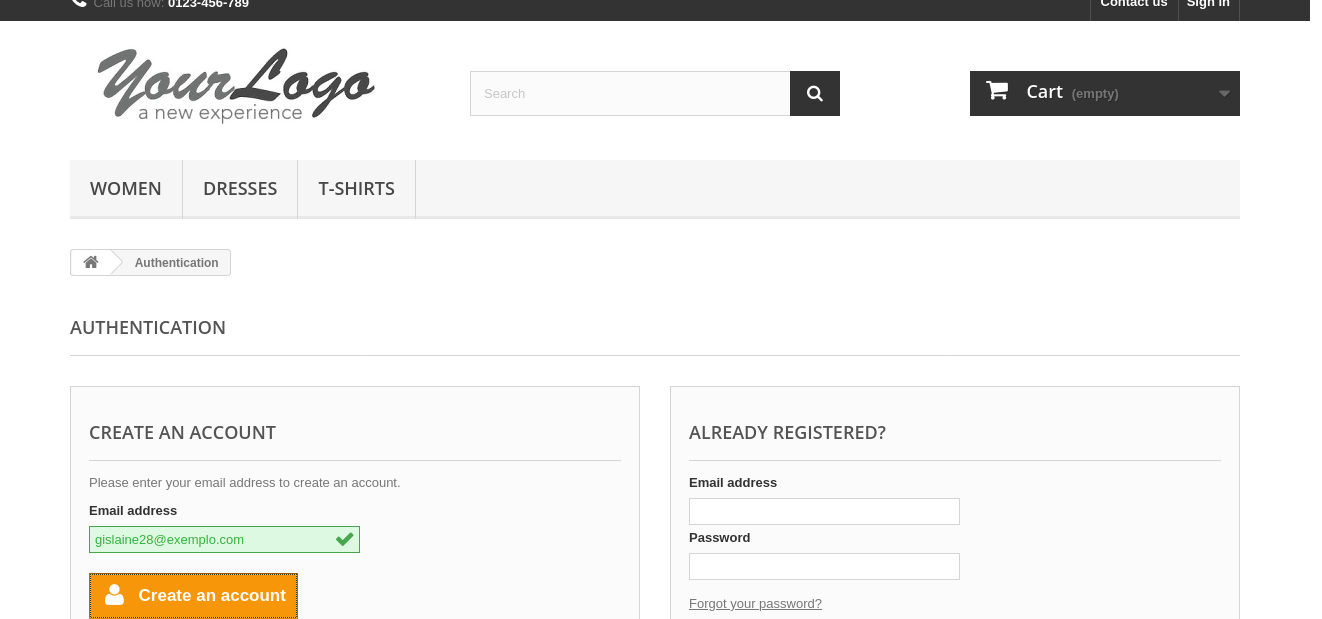 Call us now: 0123-456-789
Contact us
Sign in
Your Logo
a new experience
Search
Cart (empty)
WOMEN
DRESSES
T-SHIRTS
Authentication
AUTHENTICATION
CREATE AN ACCOUNT
Please enter your email address to create an account.
Email address
gislaine28@exemplo.com
Create an account
ALREADY REGISTERED?
Email address
Password
Forgot your password?